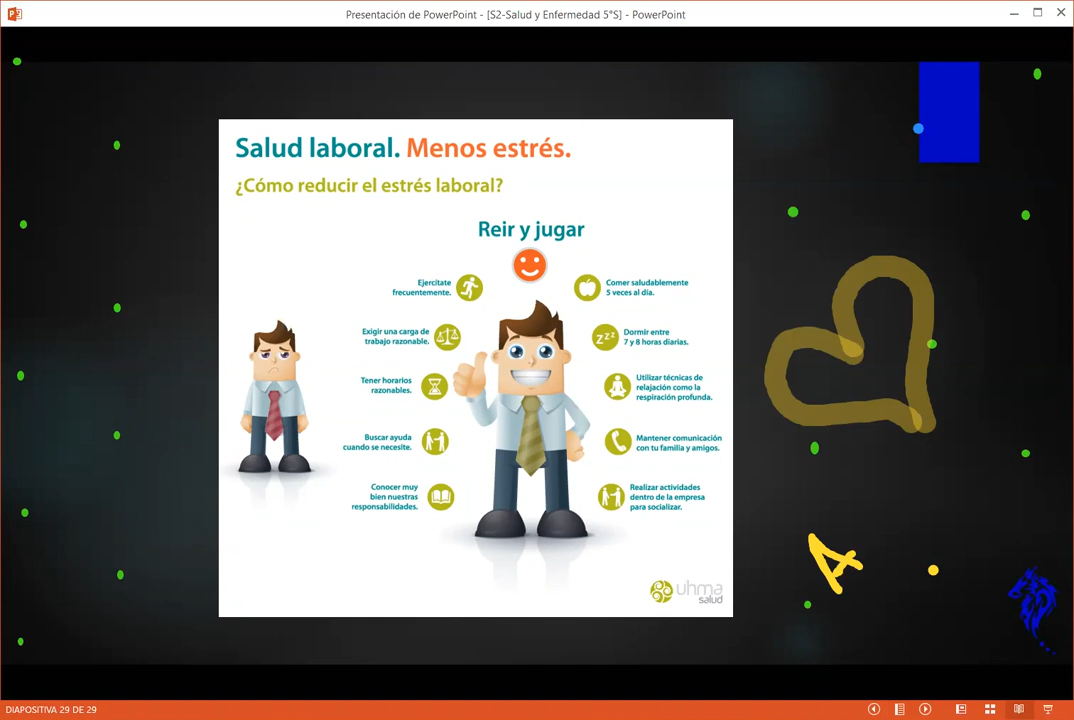 Presentación de PowerPoint - [S2-Salud y Enfermedad 5°S] - PowerPoint
Salud laboral. Menos estrés.
¿Cómo reducir el estrés laboral?
Reir y jugar
Ejercítate
frecuentemente.
Comer saludablemente
5 veces al día.
Exigir una carga de
trabajo razonable.
zzz
Dormir entre
7 y 8 horas diarias.
Tener horarios
razonables.
Utilizar técnicas de
relajación como la
respiración profunda.
Buscar ayuda
cuando se necesite.
Mantener comunicación
con tu familia y amigos.
Conocer muy
bien nuestras
responsabilidades.
Realizar actividades
dentro de la empresa
para socializar.
A
uhma
salud
DIAPOSITIVA 29 DE 29